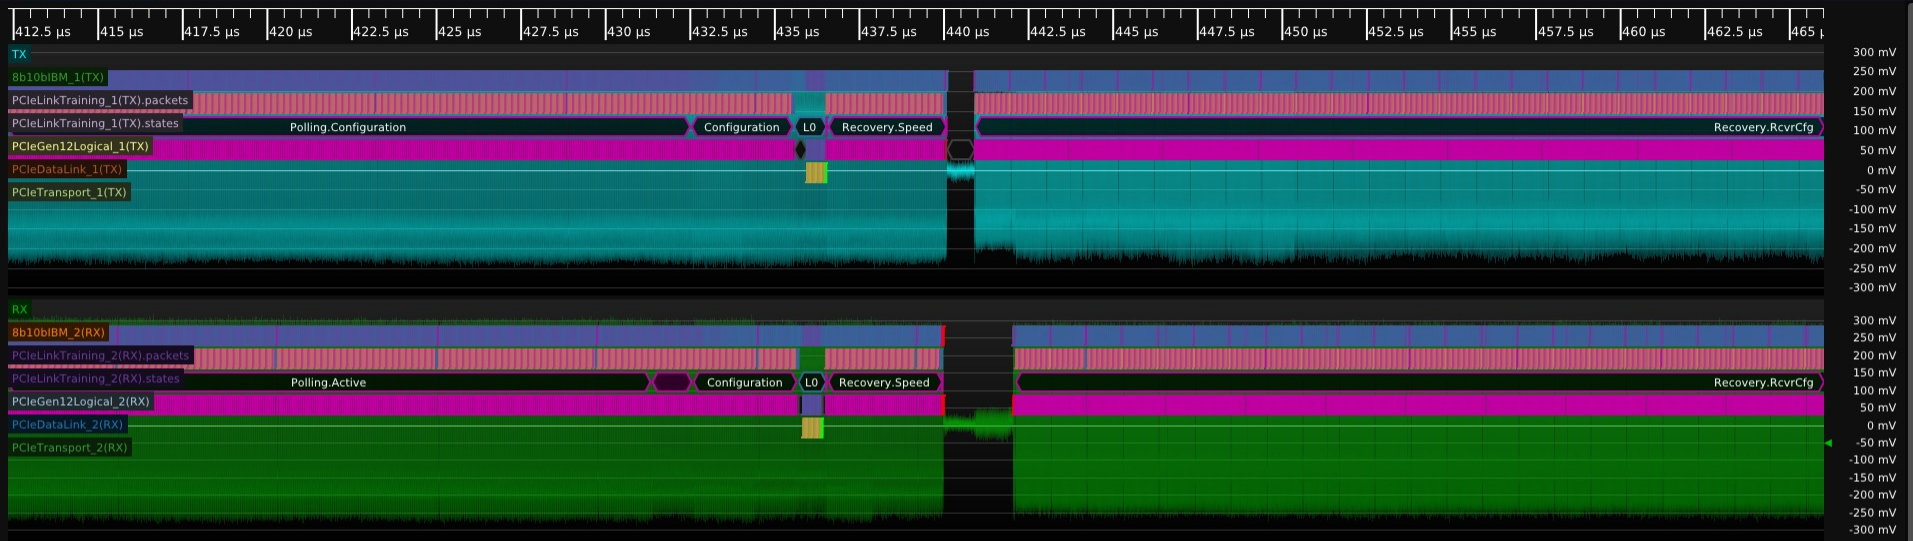 412.5 µs 415 µs 417.5 µs 420 µs 422.5 µs 425 µs 427.5 µs 430 µs 432.5 µs 435 µs 437.5 µs 440 µs 442.5 µs 445 µs 447.5 µs 450 µs 452.5 µs 455 µs 457.5 µs 460 µs 462.5 µs 465 µ
TX
300 mV
8b10bIBM_1(TX)
250 mV
200 mV
PCIeLinkTraining_1(TX).packets
150 mV
PCIeLinkTraining_1(TX).states
Polling.Configuration Configuration L0 Recovery.Speed Recovery.RcvrCfg
100 mV
PCIeGen12Logical_1(TX)
50 mV
PCIeDataLink_1(TX)
0 mV
PCIeTransport_1(TX)
-50 mV
-100 mV
-150 mV
-200 mV
-250 mV
-300 mV
RX
300 mV
8b10bIBM_2(RX)
250 mV
PCIeLinkTraining_2(RX).packets
200 mV
150 mV
PCIeLinkTraining_2(RX).states
Polling.Active Configuration L0 Recovery.Speed Recovery.RcvrCfg
100 mV
PCIeGen12Logical_2(RX)
50 mV
PCIeDataLink_2(RX)
0 mV
PCIeTransport_2(RX)
-50 mV
-100 mV
-150 mV
-200 mV
-250 mV
-300 mV